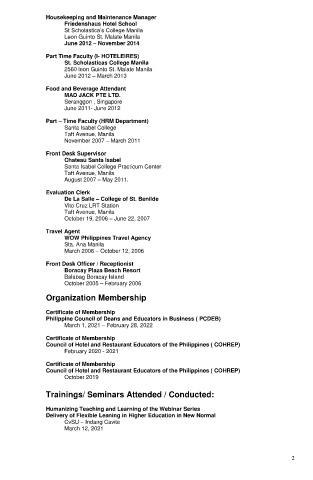 Housekeeping and Maintenance Manager
Friedenshaus Hotel School
St Scholastica's College Manila
Leon Guinto St. Malate Manila
June 2012 – November 2014
Part Time Faculty (I- HOTELEIRES)
St. Scholasticas College Manila
2560 leon Guinto St. Malate Manila
June 2012 – March 2013
Food and Beverage Attendant
MAD JACK PTE LTD.
Seranggon , Singapore
June 2011- June 2012
Part – Time Faculty (HRM Department)
Santa Isabel College
Taft Avenue, Manila
November 2007 – March 2011
Front Desk Supervisor
Chateau Santa Isabel
Santa Isabel College Practicum Center
Taft Avenue, Manila
August 2007 – May 2011.
Evaluation Clerk
De La Salle – College of St. Benilde
Vito Cruz LRT Station
Taft Avenue, Manila
October 19, 2006 – June 22, 2007
Travel Agent
WOW Philippines Travel Agency
Sta. Ana Manila
March 2006 – October 12, 2006
Front Desk Officer / Receptionist
Boracay Plaza Beach Resort
Balabag Boracay Island
October 2005 – February 2006
Organization Membership
Certificate of Membership
Philippine Council of Deans and Educators in Business ( PCDEB)
March 1, 2021 – February 28, 2022
Certificate of Membership
Council of Hotel and Restaurant Educators of the Philippines ( COHREP)
February 2020 - 2021
Certificate of Membership
Council of Hotel and Restaurant Educators of the Philippines ( COHREP)
October 2019
Trainings/ Seminars Attended / Conducted:
Humanizing Teaching and Learning of the Webinar Series
Delivery of Flexible Leaning in Higher Education in New Normal
CvSU – Indang Cavite
March 12, 2021
2